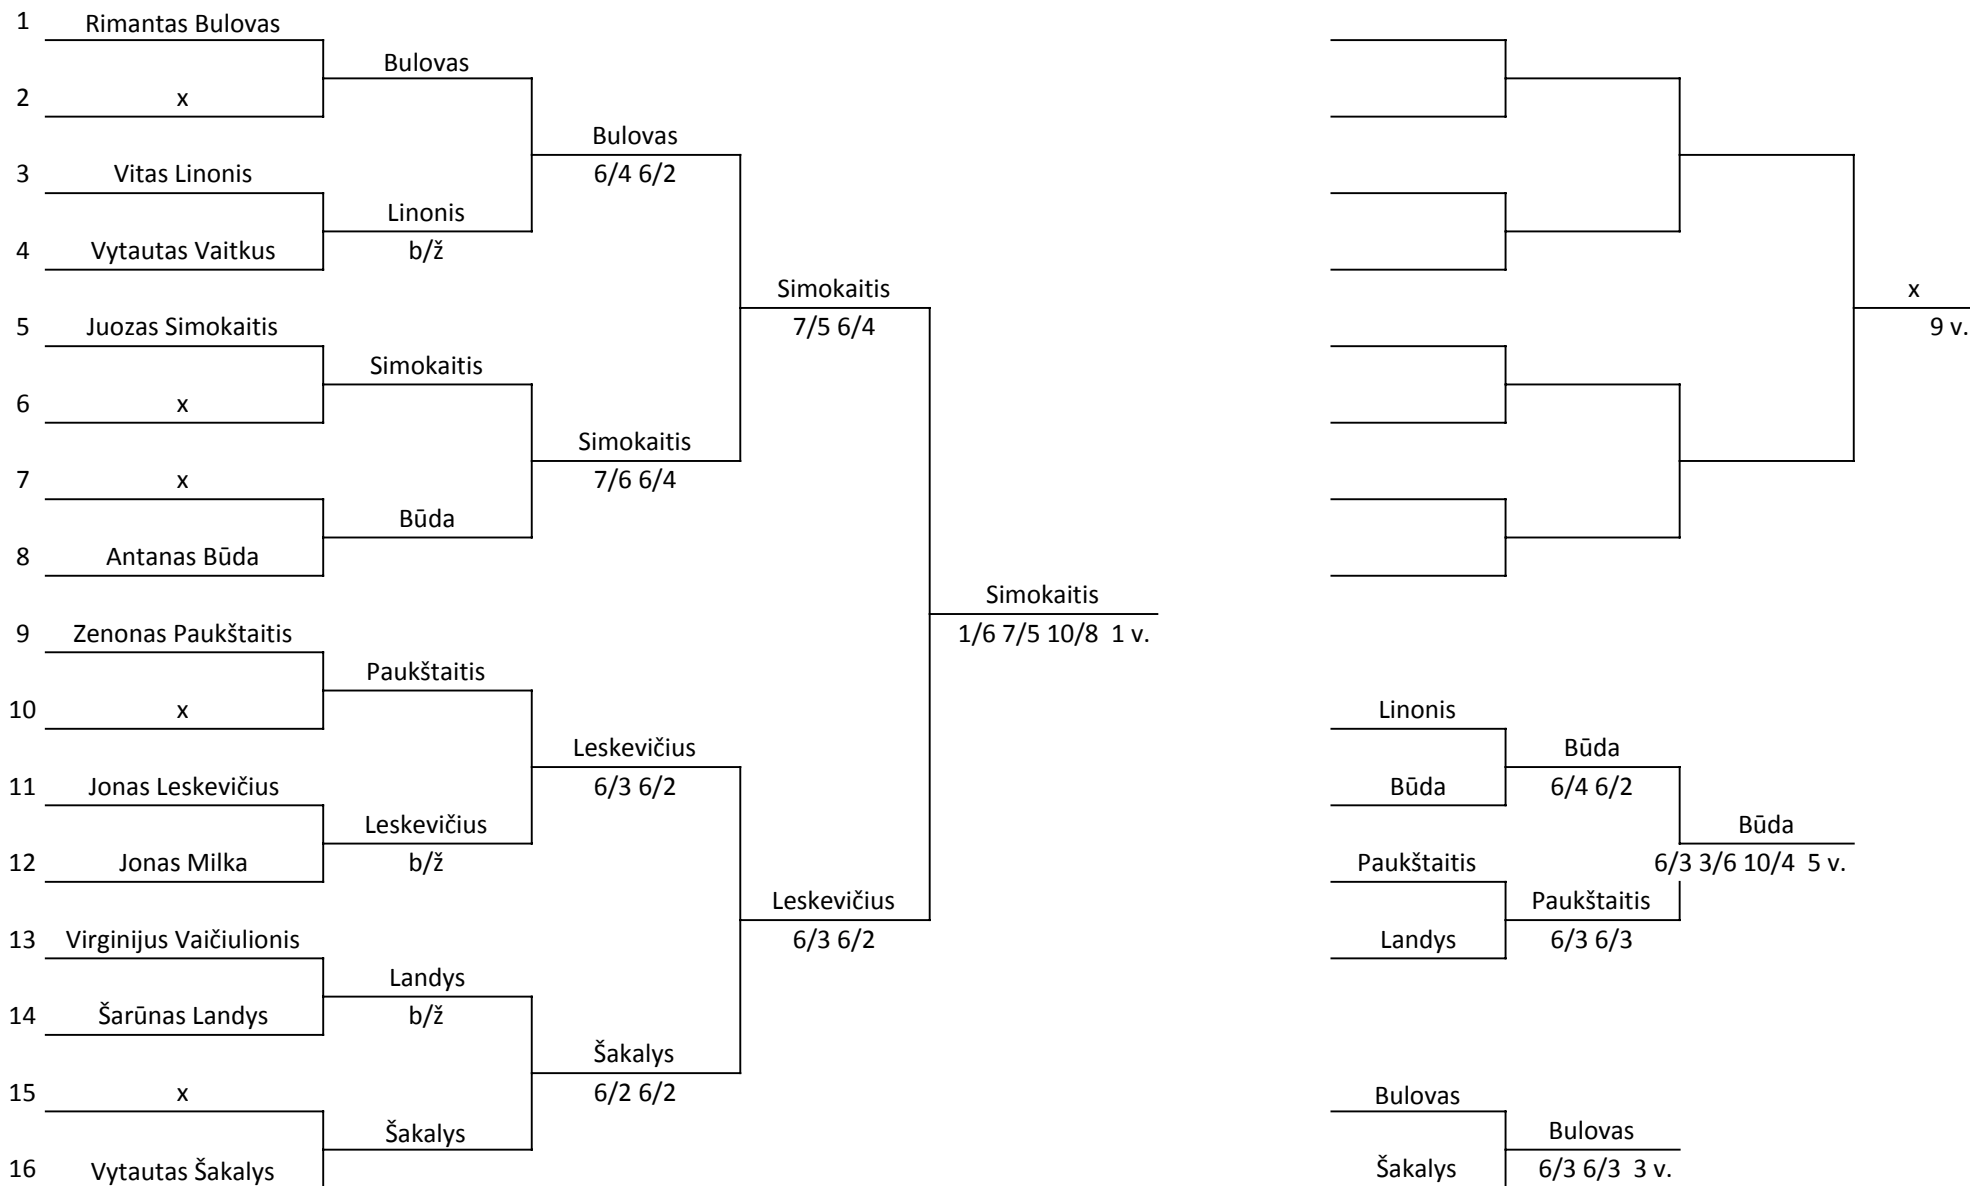 1 Rimantas Bulovas
Bulovas
2 x
Bulovas
6/4 6/2
3 Vitas Linonis
Linonis
4 Vytautas Vaitkus b/ž
Simokaitis
7/5 6/4
5 Juozas Simokaitis
Simokaitis
6 x
Simokaitis
7/6 6/4
7 x
Būda
8 Antanas Būda
Simokaitis
1/6 7/5 10/8 1 v.
9 Zenonas Paukštaitis
Paukštaitis
10 x
Leskevičius
6/3 6/2
11 Jonas Leskevičius
Leskevičius
12 Jonas Milka b/ž
Leskevičius
6/3 6/2
13 Virginijus Vaičiulionis
Landys
14 Šarūnas Landys b/ž
Šakalys
6/2 6/2
15 x
Šakalys
16 Vytautas Šakalys
x
9 v.
Linonis
Būda
Būda 6/4 6/2
Būda
Paukštaitis 6/3 3/6 10/4 5 v.
Paukštaitis
Landys 6/3 6/3
Bulovas
Bulovas
Šakalys 6/3 6/3 3 v.